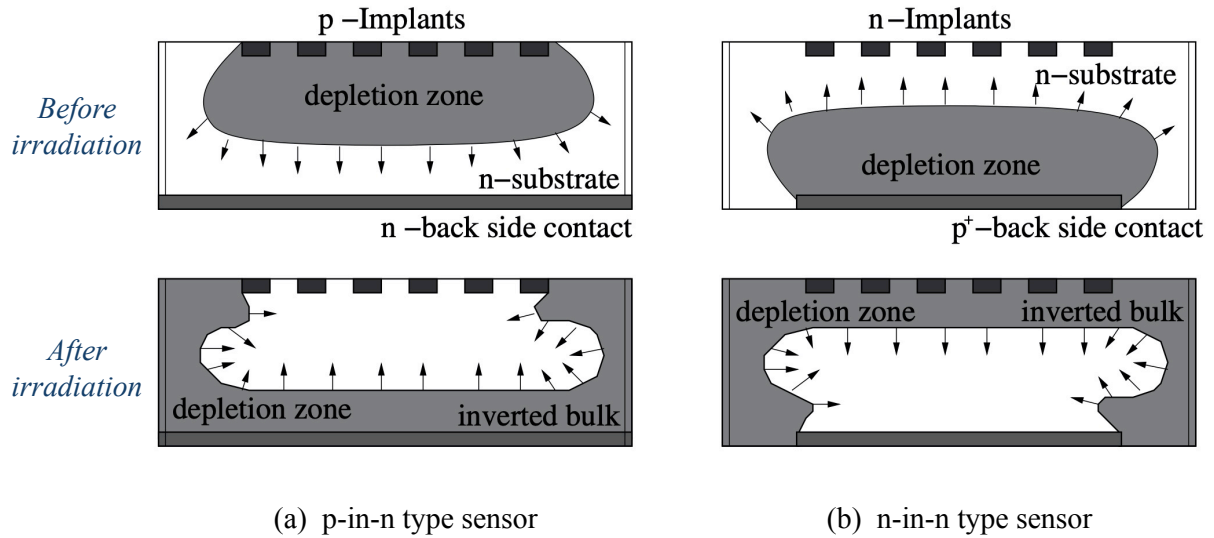 p –Implants
n–Implants
Before
irradiation
depletion zone
n–substrate
n –back side contact
n–substrate
depletion zone
p+–back side contact
After
irradiation
depletion zone
inverted bulk
depletion zone
inverted bulk
(a) p-in-n type sensor
(b) n-in-n type sensor